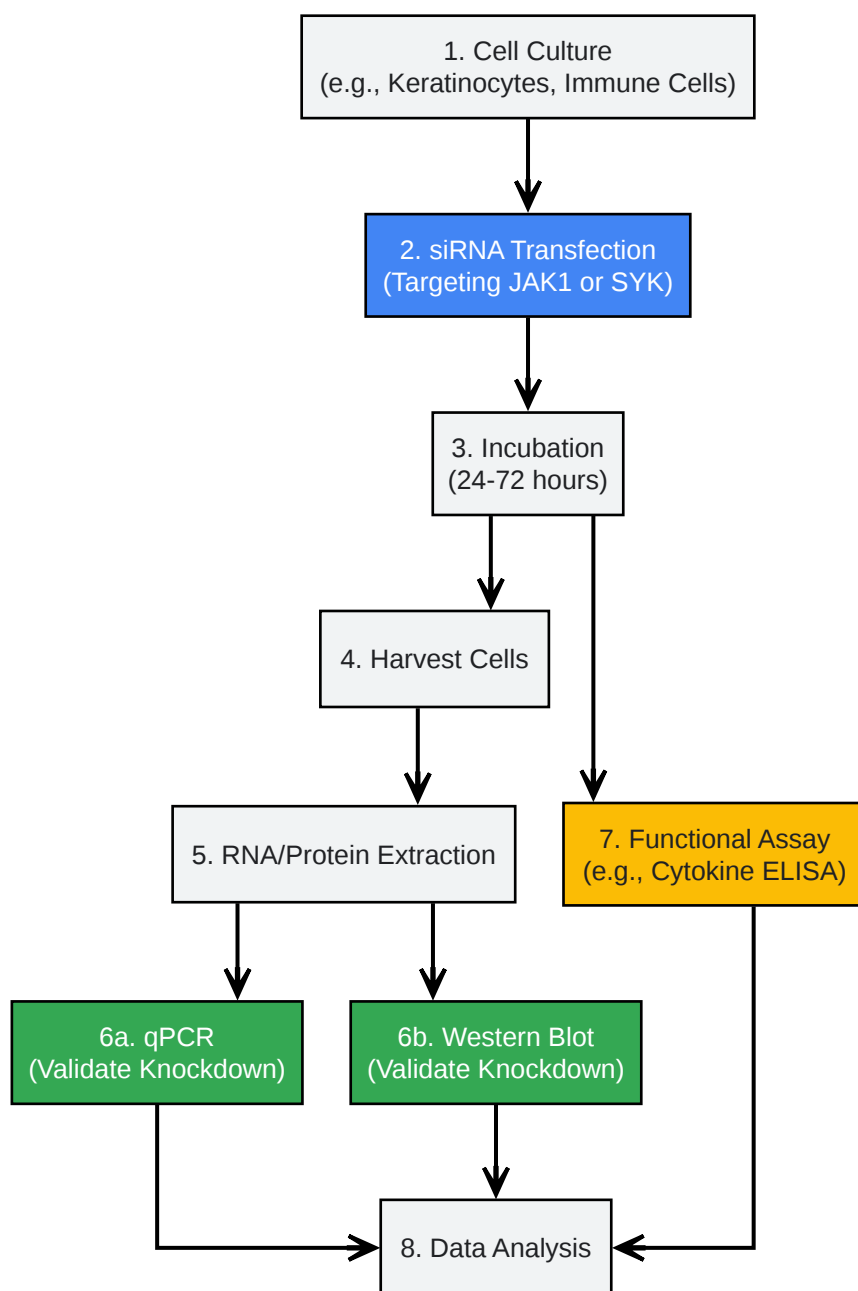 1. Cell Culture
(e.g., Keratinocytes, Immune Cells)
2. siRNA Transfection
(Targeting JAK1 or SYK)
3. Incubation
(24-72 hours)
4. Harvest Cells
5. RNA/Protein Extraction
7. Functional Assay
(e.g., Cytokine ELISA)
6a. qPCR
(Validate Knockdown)
6b. Western Blot
(Validate Knockdown)
8. Data Analysis